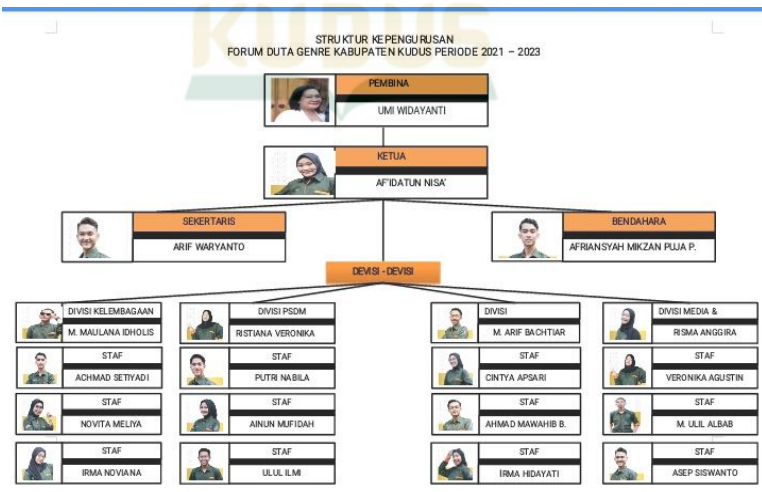 KUDUS
STRUKTUR KEPENGURUSAN
FORUM DUTA GENRE KABUPATEN KUDUS PERIODE 2021 – 2023
PEMBINA
UMI WIDAYANTI
KETUA
AF'IDATUN NISA'
SEKERTARIS
ARIF WARYANTO
BENDAHARA
AFRIANSYAH MIKZAN PUJA P.
DEVISI - DEVISI
DIVISI KELEMBAGAAN
M. MAULANA IDHOLIS
STAF
ACHMAD SETIYADI
STAF
NOVITA MELIYA
STAF
IRMA NOVIANA
DIVISI PSDM
RISTIANA VERONIKA
STAF
PUTRI NABILA
STAF
AINUN MUFIDAH
STAF
ULUL ILMI
DIVISI
M. ARIF BACHTIAR
STAF
CINTYA APSARI
STAF
AHMAD MAWAHIB B.
STAF
IRMA HIDAYATI
DIVISI MEDIA &
RISMA ANGGIRA
STAF
VERONIKA AGUSTIN
STAF
M. ULIL ALBAB
STAF
ASEP SISWANTO